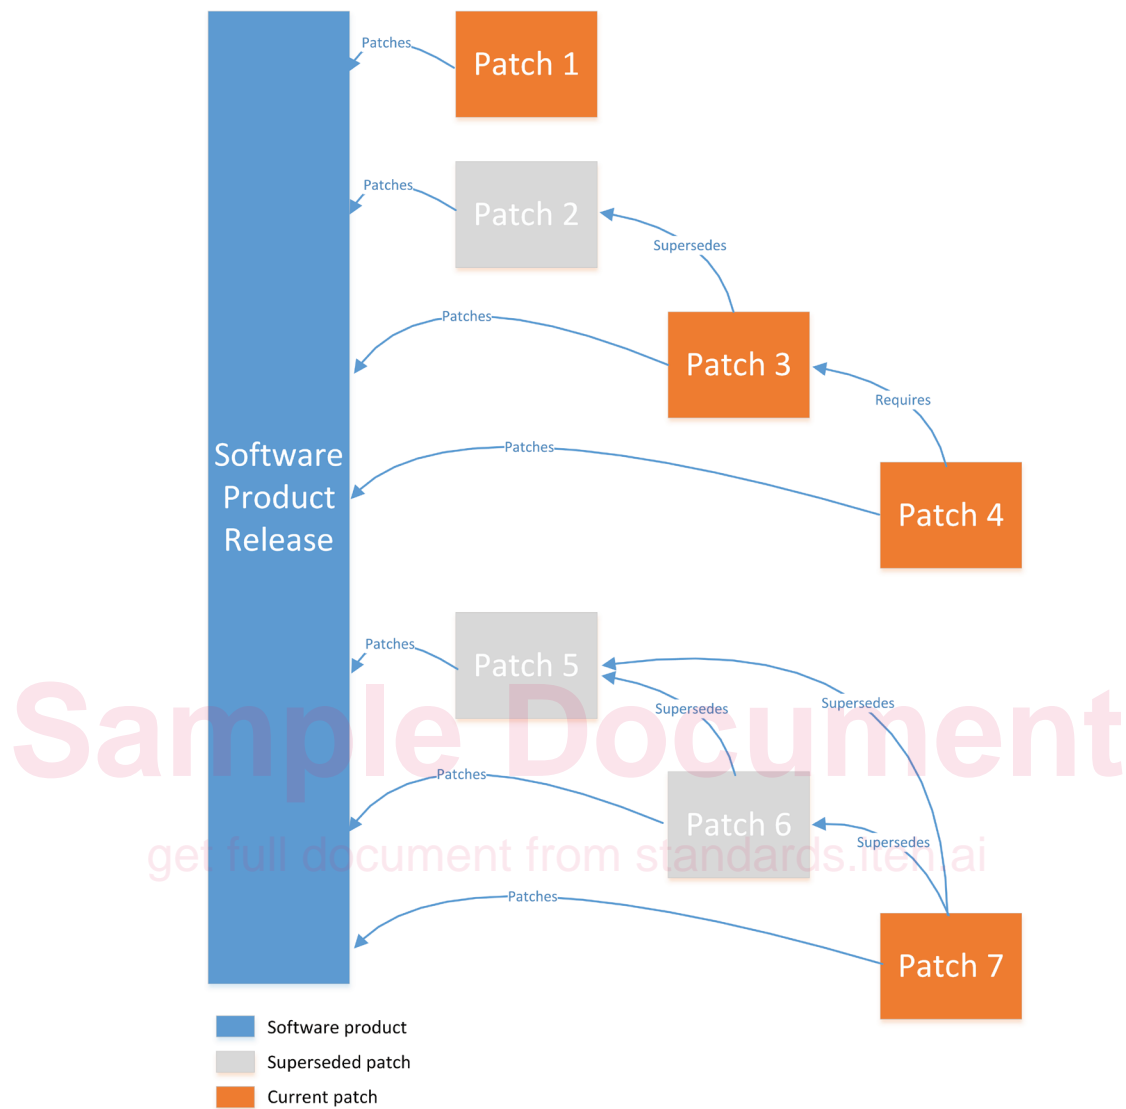 Patches
Patch 1
Patches
Patch 2
Supersedes
Patches
Patch 3
Requires
Patches
Patch 4
Software
Product
Release
Patches
Patch 5
Supersedes
Supersedes
Sample Document
Patches
Patch 6
Supersedes
get full document from standards.iteh.ai
Patches
Patch 7
Software product
Superseded patch
Current patch